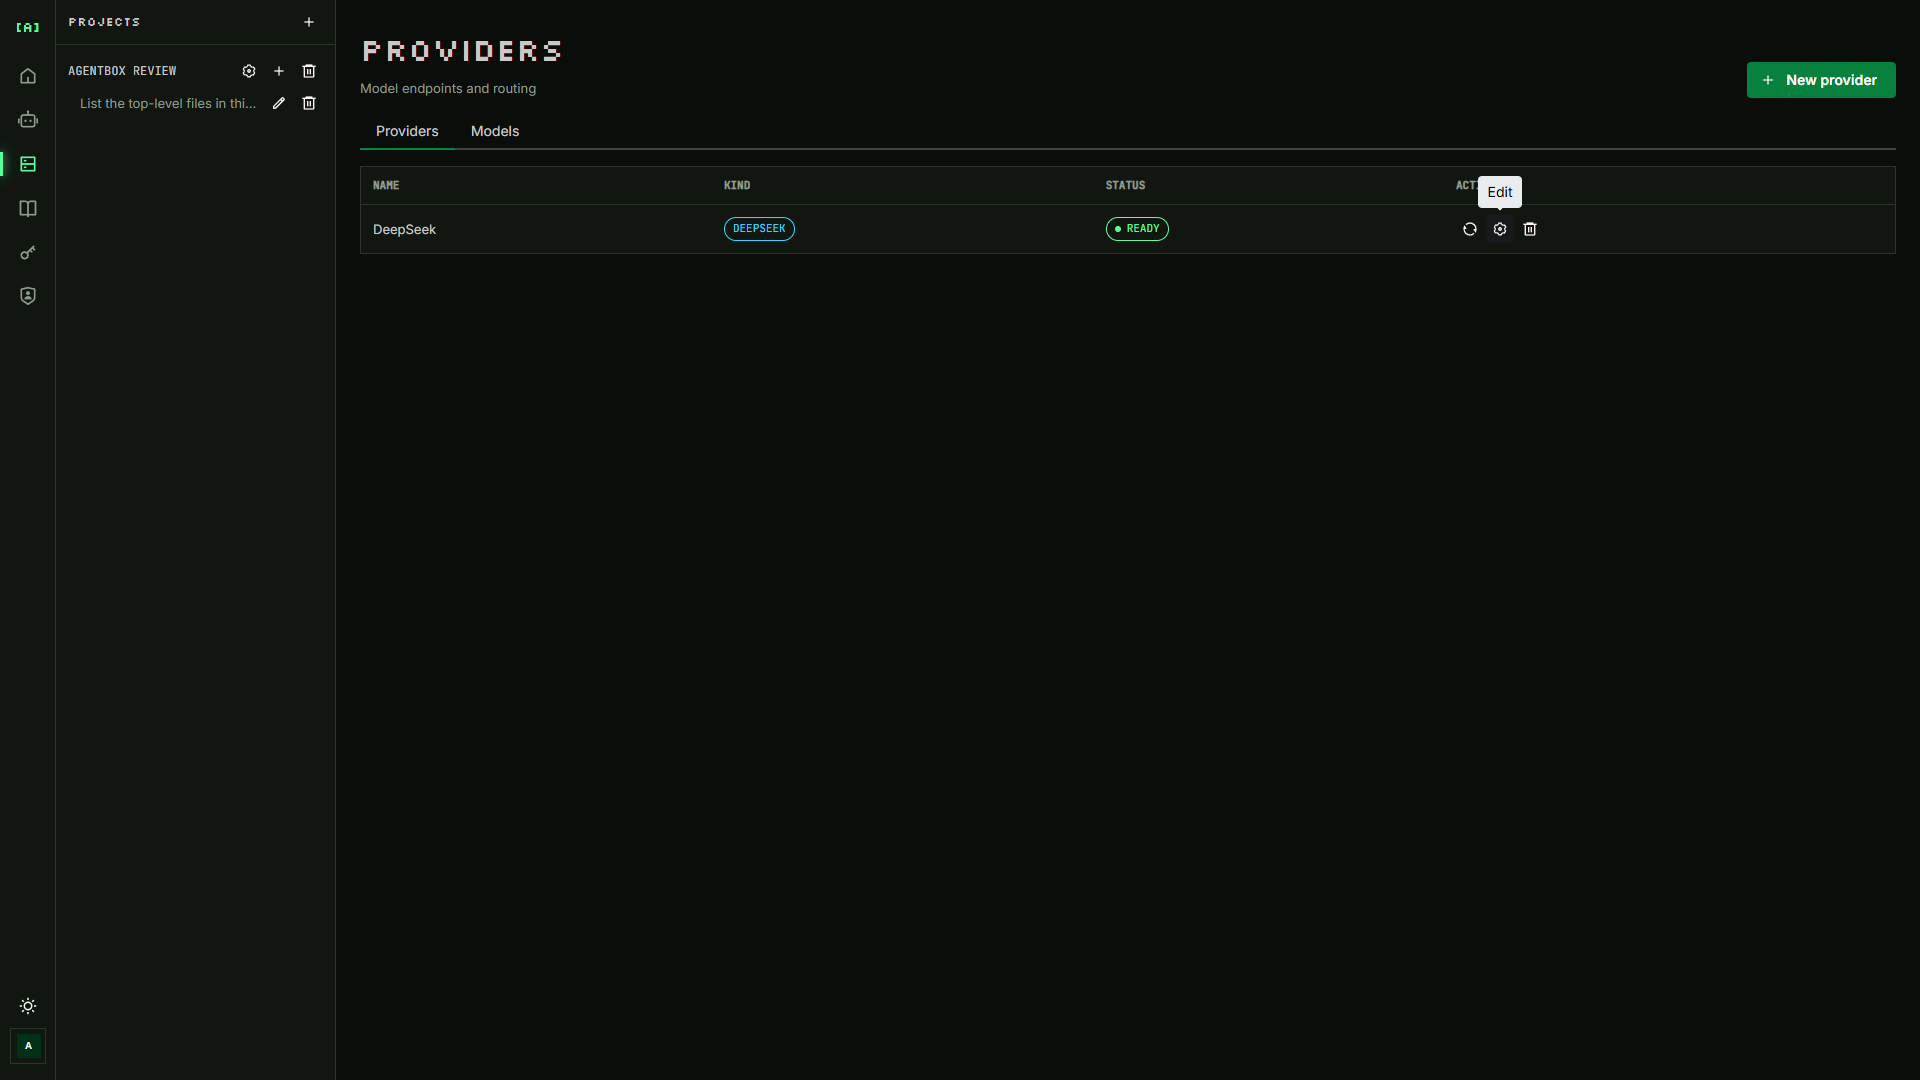 [A]
PROJECTS
AGENTBOX REVIEW
List the top-level files in thi...
PROVIDERS
Model endpoints and routing
New provider
Providers
Models
NAME
KIND
STATUS
Edit
DeepSeek
DEEPSEEK
READY
A